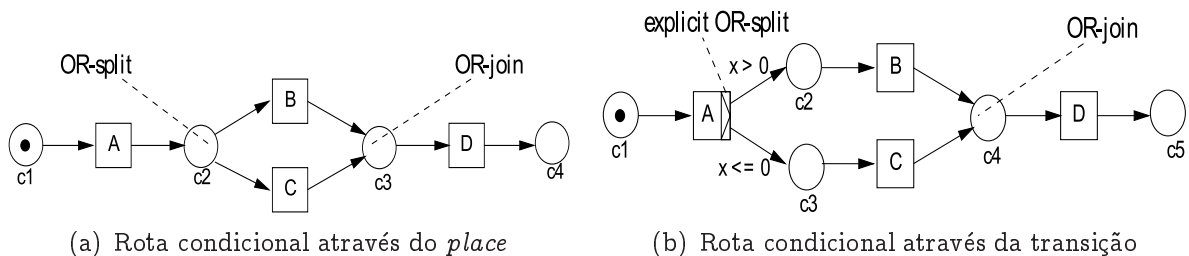 OR-split
OR-join
B
A
D
c1
c2
c3
c4
C
(a) Rota condicional através do place
explicit OR-split
OR-join
x > 0
B
c2
A
D
c1
c4
c5
x <= 0
C
c3
(b) Rota condicional através da transição